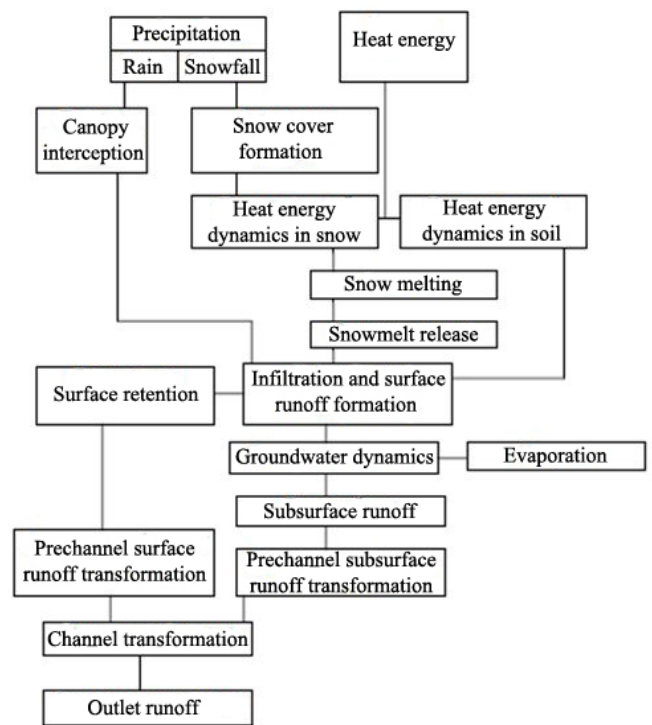 Precipitation
Rain
Snowfall
Heat energy
Canopy
interception
Snow cover
formation
Heat energy
dynamics in snow
Heat energy
dynamics in soil
Snow melting
Snowmelt release
Surface retention
Infiltration and surface
runoff formation
Groundwater dynamics
Evaporation
Subsurface runoff
Prechannel surface
runoff transformation
Prechannel subsurface
runoff transformation
Channel transformation
Outlet runoff